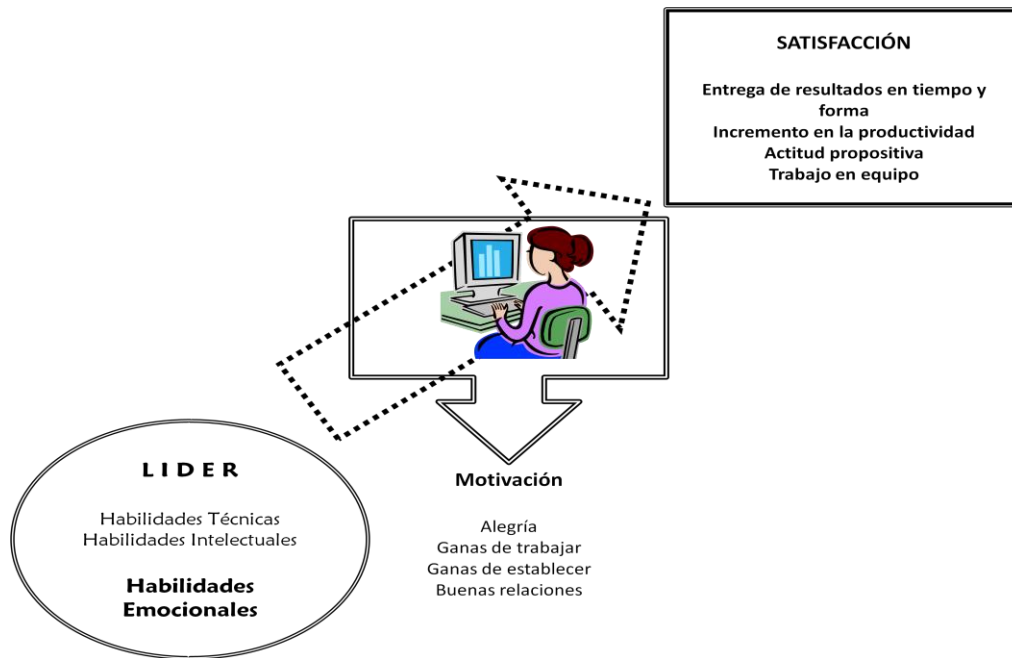 SATISFACCIÓN
Entrega de resultados en tiempo y
forma
Incremento en la productividad
Actitud propositiva
Trabajo en equipo
L I D E R
Habilidades Técnicas
Habilidades Intelectuales
Habilidades
Emocionales
Motivación
Alegría
Ganas de trabajar
Ganas de establecer
Buenas relaciones